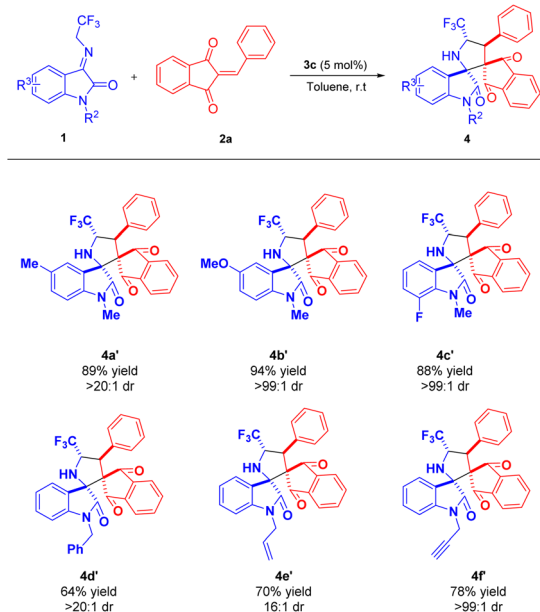 CF₃
N
R³
O
N
R²
1
+
O
O
2a
3c (5 mol%)
Toluene, r.t
F₃C
HN
O
R³
N
O
O
R²
4
F₃C
HN
O
Me
N
O
O
Me
4a'
89% yield
>20:1 dr
F₃C
HN
O
MeO
N
O
O
Me
4b'
94% yield
>99:1 dr
F₃C
HN
O
N
O
O
F
Me
4c'
88% yield
>99:1 dr
F₃C
HN
O
N
O
O
Ph
4d'
64% yield
>20:1 dr
F₃C
HN
O
N
O
O
4e'
70% yield
16:1 dr
F₃C
HN
O
N
O
O
4f'
78% yield
>99:1 dr